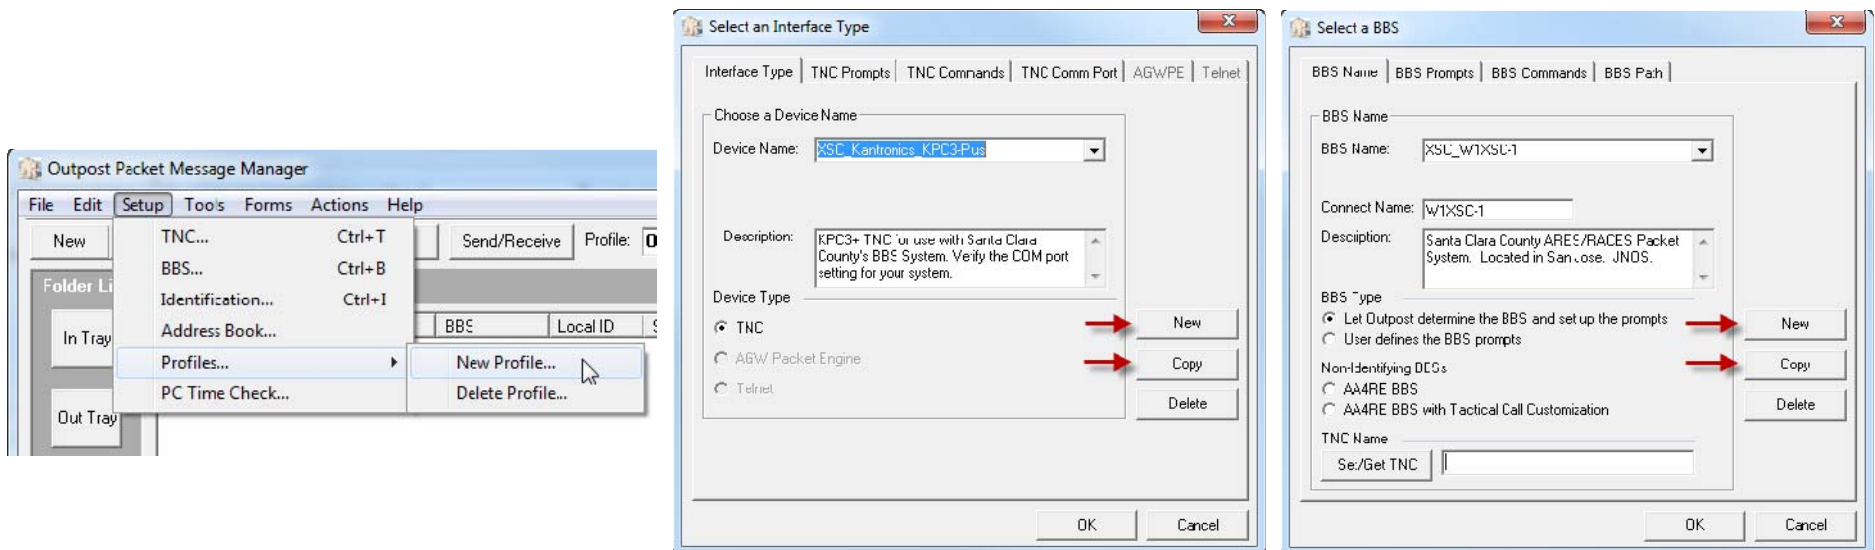 Outpost Packet Message Manager
File Edit Setup Tools Forms Actions Help
New Send/Receive Profile:
TNC... Ctrl+T
BBS... Ctrl+B
Identification... Ctrl+I
Address Book...
Profiles...
PC Time Check...
New Profile...
Delete Profile...
Folder Li
In Tray
Out Tray
BBS Local ID
Select an Interface Type
Interface Type TNC Prompts TNC Commands TNC Comm Port AGWPE Telnet
Choose a Device Name
Device Name: XSC_Kantronics_KPC3-Pus
Description: KPC3+ TNC for use with Santa Clara
County's BBS System. Verify the COM port
setting for your system.
Device Type
TNC
AGW Packet Engine
Telnet
New
Copy
Delete
OK Cancel
Select a BBS
BBS Name BBS Prompts BBS Commands BBS Path
BBS Name
BBS Name: XSC_W1XSC-1
Connect Name: W1XSC-1
Description: Santa Clara County ARES/RACES Packet
System. Located in San Jose. JNOS.
BBS Type
Let Outpost determine the BBS and set up the prompts
User defines the BBS prompts
Non-Identifying BBSs
AA4RE BBS
AA4RE BBS with Tactical Call Customization
TNC Name
Set/Get TNC
New
Copy
Delete
OK Cancel